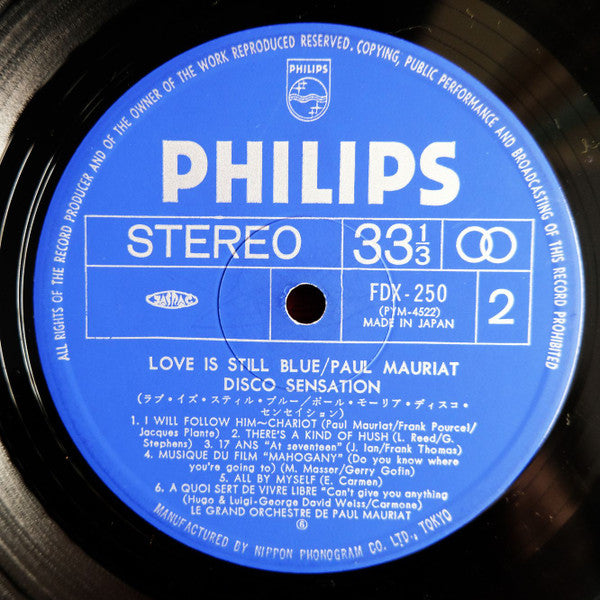 ALL RIGHTS OF THE RECORD PRODUCER AND OF THE OWNER OF THE WORK REPRODUCED RESERVED. COPYING, PUBLIC PERFORMANCE AND BROADCASTING OF THIS RECORD PROHIBITED
PHILIPS
PHILIPS
STEREO
33 1/3
FDX-250
(PYM-4522)
MADE IN JAPAN
2
JASRAC
LOVE IS STILL BLUE/PAUL MAURIAT
DISCO SENSATION
(ラブ・イズ・スティル・ブルー/ポール・モーリア・ディスコ・
センセイション)
1. I WILL FOLLOW HIM~CHARIOT (Paul Mauriat/Frank Pourcel/
Jacques Plante) 2. THERE'S A KIND OF HUSH (L. Reed/G.
Stephens) 3. 17 ANS "At seventeen" (J. Ian/Frank Thomas)
4. MUSIQUE DU FILM "MAHOGANY" (Do you know where
you're going to) (M. Masser/Gerry Gofin)
5. ALL BY MYSELF (E. Carmen)
6. A QUOI SERT DE VIVRE LIBRE "Can't give you anything
(Hugo & Luigi-George David Weiss/Carmone)
LE GRAND ORCHESTRE DE PAUL MAURIAT
MANUFACTURED BY NIPPON PHONOGRAM CO. LTD., TOKYO